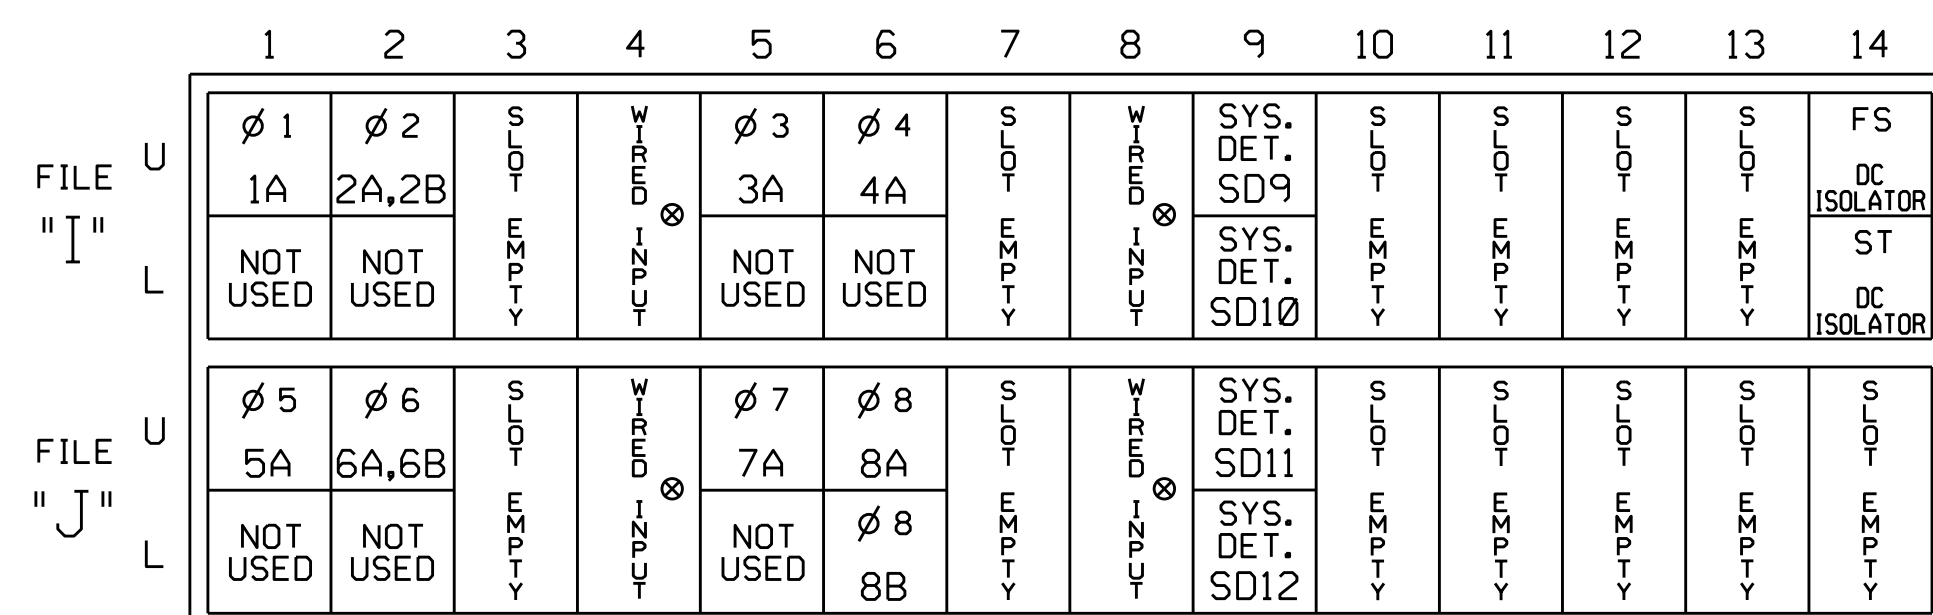 1 2 3 4 5 6 7 8 9 10 11 12 13 14
FILE "I"
U
L
ø 1
1A
NOT USED
ø 2
2A,2B
NOT USED
SLOT EMPTY
WIRED INPUT
ø 3
3A
NOT USED
ø 4
4A
NOT USED
SLOT EMPTY
WIRED INPUT
SYS.
DET.
SD9
SYS.
DET.
SD10
SLOT EMPTY
SLOT EMPTY
SLOT EMPTY
SLOT EMPTY
FS
DC
ISOLATOR
ST
DC
ISOLATOR
FILE "J"
U
L
ø 5
5A
NOT USED
ø 6
6A,6B
NOT USED
SLOT EMPTY
WIRED INPUT
ø 7
7A
NOT USED
ø 8
8A
ø 8
8B
SLOT EMPTY
WIRED INPUT
SYS.
DET.
SD11
SYS.
DET.
SD12
SLOT EMPTY
SLOT EMPTY
SLOT EMPTY
SLOT EMPTY
SLOT EMPTY